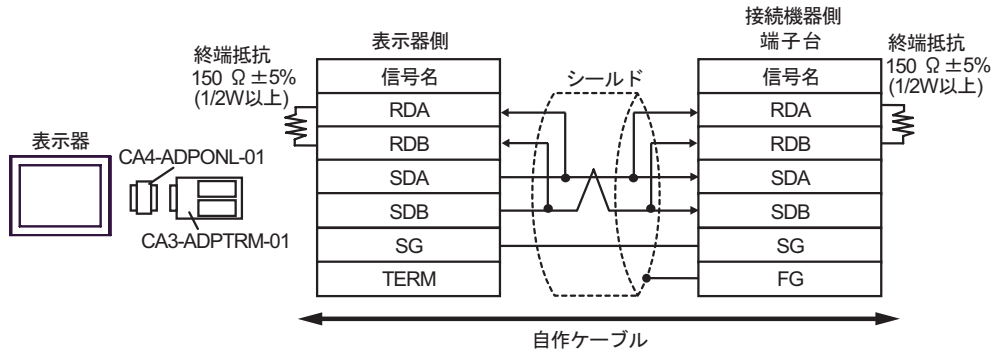 接続機器側
表示器側
端子台
終端抵抗
150 Ω ±5%
(1/2W以上)
終端抵抗
150 Ω ±5%
(1/2W以上)
信号名
シールド
信号名
RDA
RDA
RDB
RDB
表示器
CA4-ADPONL-01
SDA
SDA
SDB
SDB
CA3-ADPTRM-01
SG
SG
TERM
FG
自作ケーブル